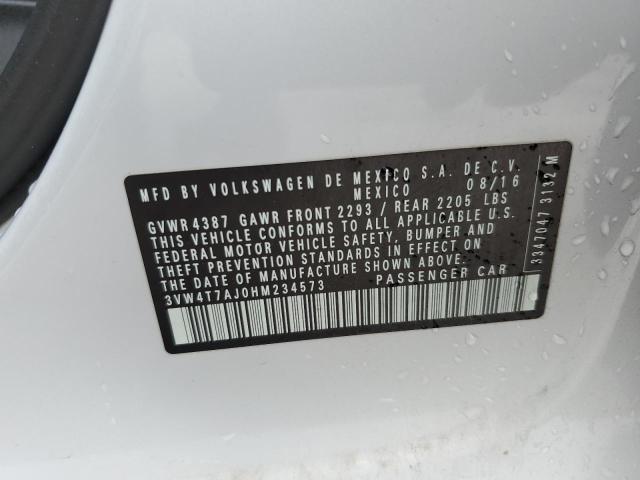 MFD BY VOLKSWAGEN DE MEXICO S.A. DE C.V.
MEXICO 08/16
GVWR 4387 GAWR FRONT 2293 / REAR 2205 LBS
THIS VEHICLE CONFORMS TO ALL APPLICABLE U.S.
FEDERAL MOTOR VEHICLE SAFETY, BUMPER AND
THEFT PREVENTION STANDARDS IN EFFECT ON
THE DATE OF MANUFACTURE SHOWN ABOVE.
3VW4T7AJ0HM234573 PASSENGER CAR
3347047 3132 M